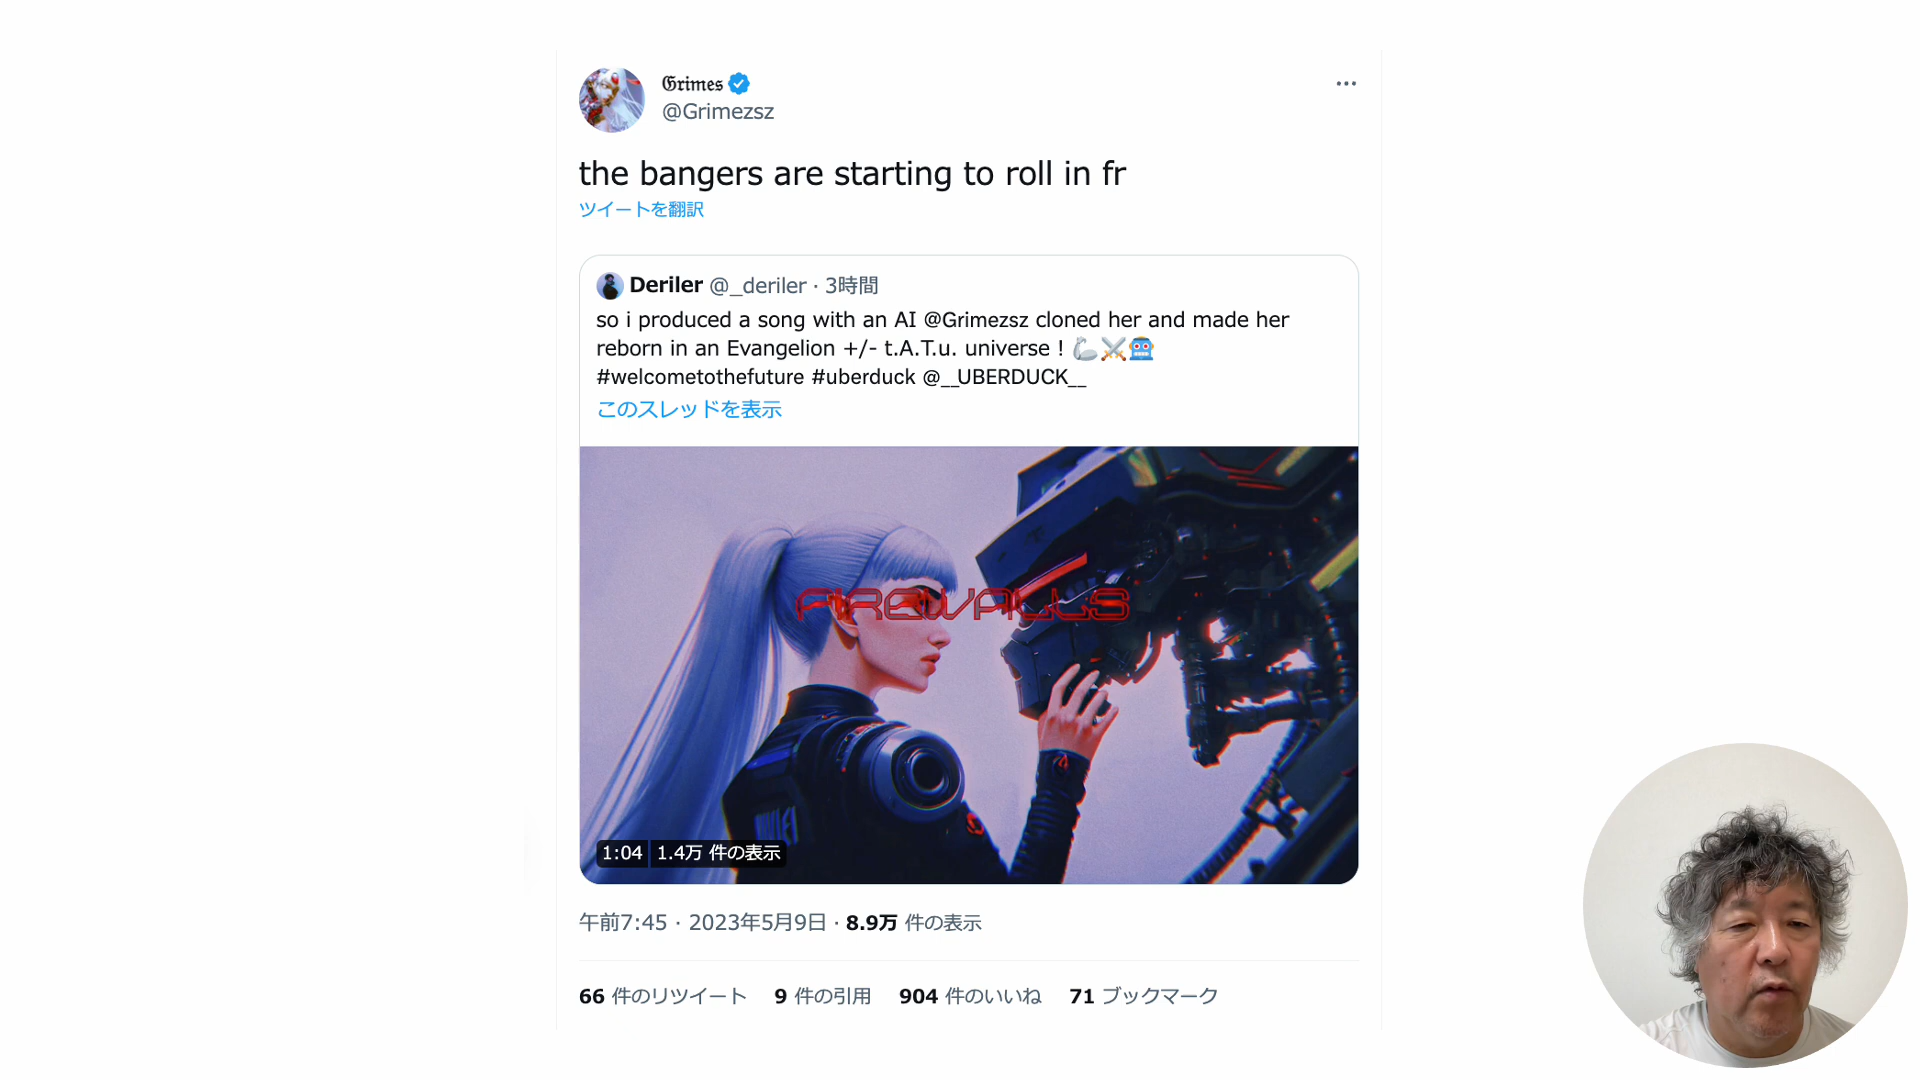 Grimes
@Grimezsz
the bangers are starting to roll in fr
ツイートを翻訳
Deriler @_deriler · 3時間
so i produced a song with an AI @Grimezsz cloned her and made her
reborn in an Evangelion +/- t.A.T.u. universe ! 🦾⚔️🤖
#welcometothefuture #uberduck @__UBERDUCK__
このスレッドを表示
FIREWALLS
1:04 1.4万 件の表示
午前7:45 · 2023年5月9日 · 8.9万 件の表示
66 件のリツイート 9 件の引用 904 件のいいね 71 ブックマーク